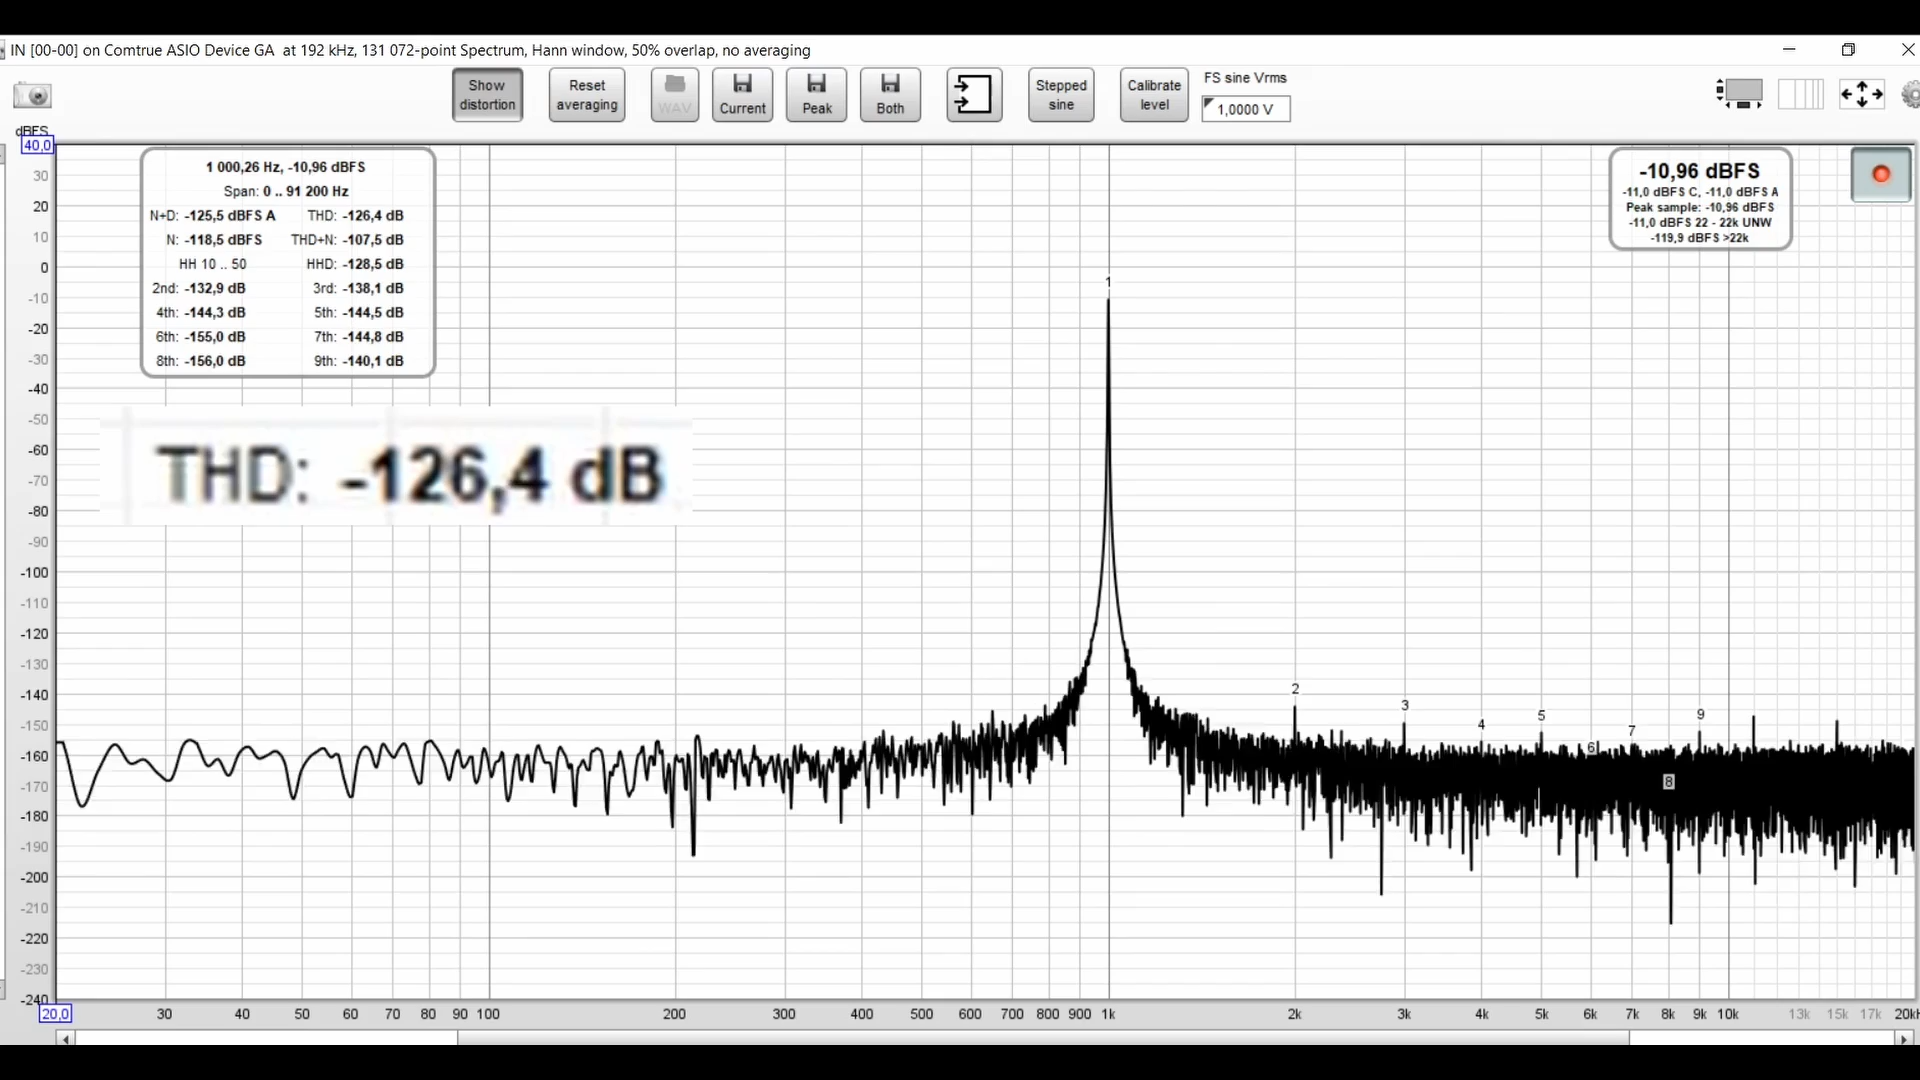 IN [00-00] on Comtrue ASIO Device GA at 192 kHz, 131 072-point Spectrum, Hann window, 50% overlap, no averaging
Show distortion
Reset averaging
WAV
Current
Peak
Both
Stepped sine
Calibrate level
FS sine Vrms
1,0000 V
dBFS
40,0
30
20
10
0
-10
-20
-30
-40
-50
-60
-70
-80
-90
-100
-110
-120
-130
-140
-150
-160
-170
-180
-190
-200
-210
-220
-230
-240
1 000,26 Hz, -10,96 dBFS
Span: 0 .. 91 200 Hz
N+D: -125,5 dBFS A THD: -126,4 dB
N: -118,5 dBFS THD+N: -107,5 dB
HH 10 .. 50 HHD: -128,5 dB
2nd: -132,9 dB 3rd: -138,1 dB
4th: -144,3 dB 5th: -144,5 dB
6th: -155,0 dB 7th: -144,8 dB
8th: -156,0 dB 9th: -140,1 dB
THD: -126,4 dB
-10,96 dBFS
-11,0 dBFS C, -11,0 dBFS A
Peak sample: -10,96 dBFS
-11,0 dBFS 22 - 22k UNW
-119,9 dBFS >22k
1
2
3
4
5
6
7
8
9
20,0 30 40 50 60 70 80 90 100 200 300 400 500 600 700 800 900 1k 2k 3k 4k 5k 6k 7k 8k 9k 10k 13k 15k 17k 20kH